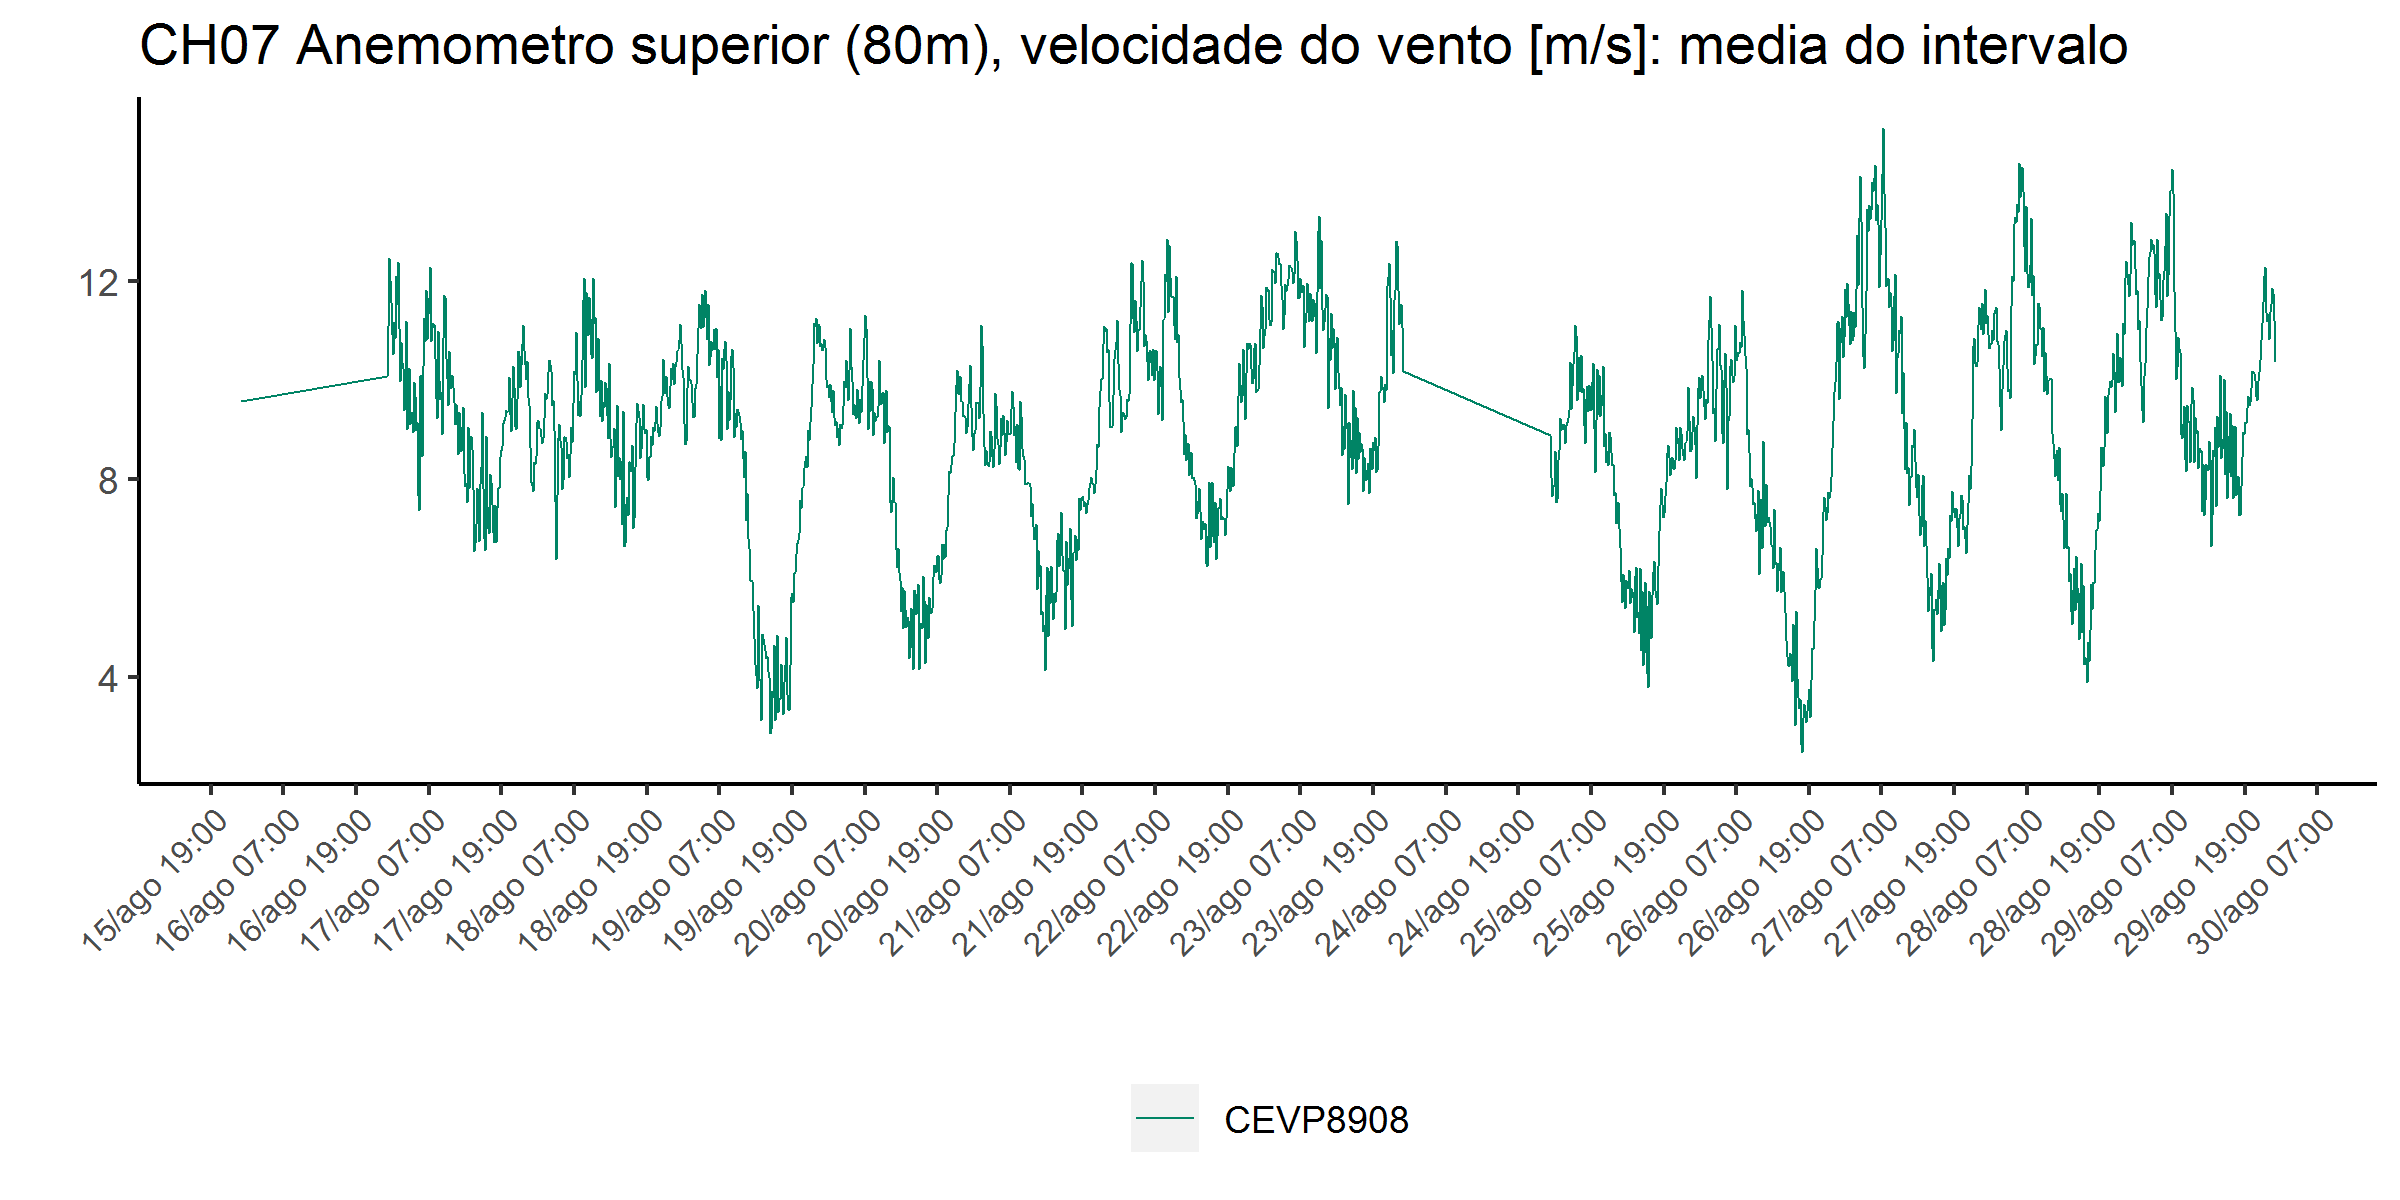 CH07 Anemometro superior (80m), velocidade do vento [m/s]: media do intervalo
12
8
4
15/ago 19:00
16/ago 07:00
16/ago 19:00
17/ago 07:00
17/ago 19:00
18/ago 07:00
18/ago 19:00
19/ago 07:00
19/ago 19:00
20/ago 07:00
20/ago 19:00
21/ago 07:00
21/ago 19:00
22/ago 07:00
22/ago 19:00
23/ago 07:00
23/ago 19:00
24/ago 07:00
24/ago 19:00
25/ago 07:00
25/ago 19:00
26/ago 07:00
26/ago 19:00
27/ago 07:00
27/ago 19:00
28/ago 07:00
28/ago 19:00
29/ago 07:00
29/ago 19:00
30/ago 07:00
CEVP8908